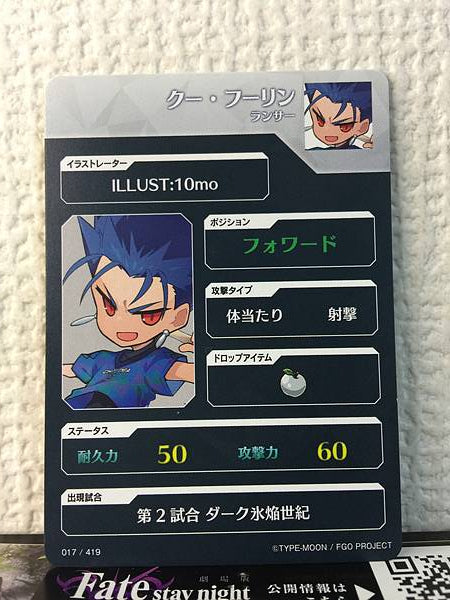 クー・フーリン
ランサー
イラストレーター
ILLUST:10mo
ポジション
フォワード
攻撃タイプ
体当たり 射撃
ドロップアイテム
ステータス
耐久力 50 攻撃力 60
出現試合
第2試合 ダーク氷焔世紀
017 / 419
©TYPE-MOON / FGO PROJECT
劇場版
Fate
stay night
公開情報は